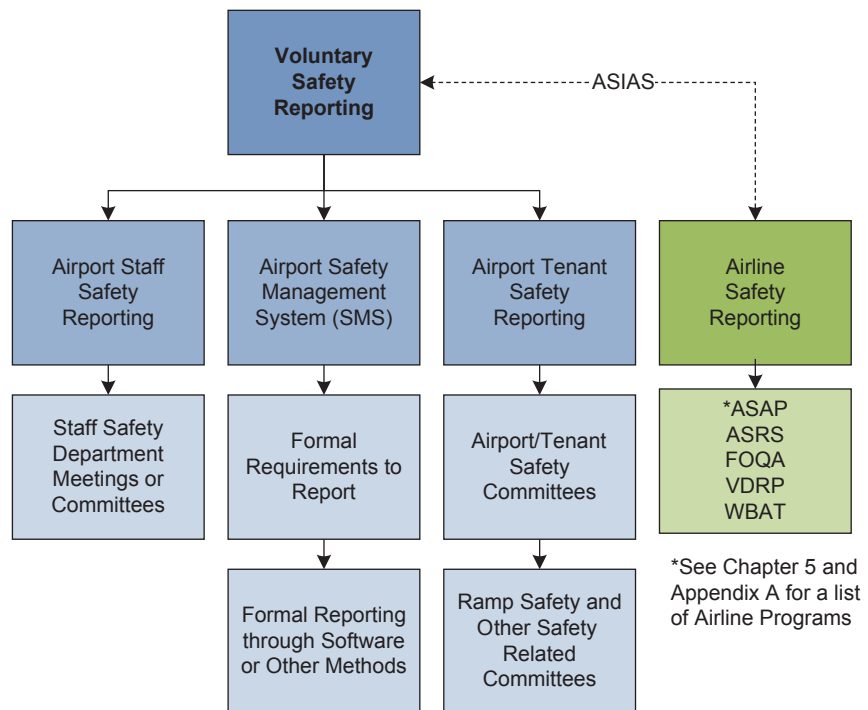 Voluntary
Safety
Reporting
ASIAS
Airport Staff
Safety
Reporting
Airport Safety
Management
System (SMS)
Airport Tenant
Safety
Reporting
Airline
Safety
Reporting
Staff Safety
Department
Meetings or
Committees
Formal
Requirements to
Report
Airport/Tenant
Safety
Committees
*ASAP
ASRS
FOQA
VDRP
WBAT
*See Chapter 5 and
Appendix A for a list
of Airline Programs
Formal Reporting
through Software
or Other Methods
Ramp Safety and
Other Safety
Related
Committees